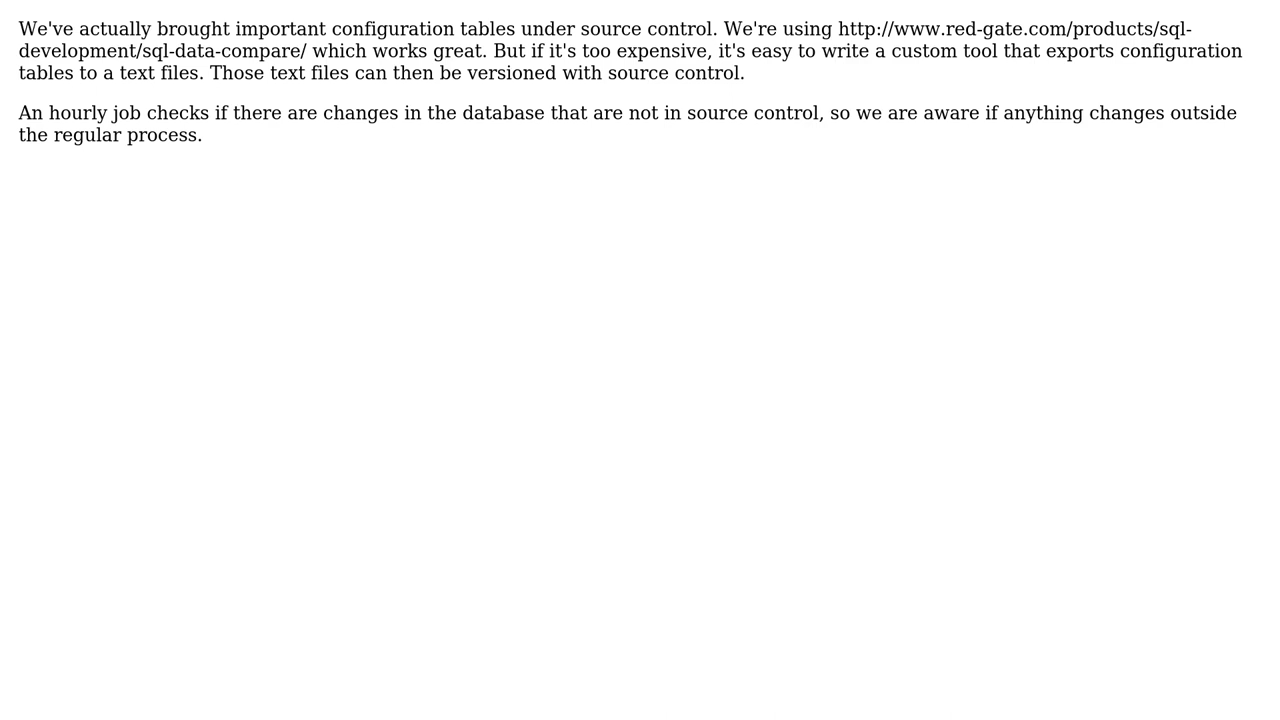 We've actually brought important configuration tables under source control. We're using http://www.red-gate.com/products/sql-
development/sql-data-compare/ which works great. But if it's too expensive, it's easy to write a custom tool that exports configuration
tables to a text files. Those text files can then be versioned with source control.
An hourly job checks if there are changes in the database that are not in source control, so we are aware if anything changes outside
the regular process.